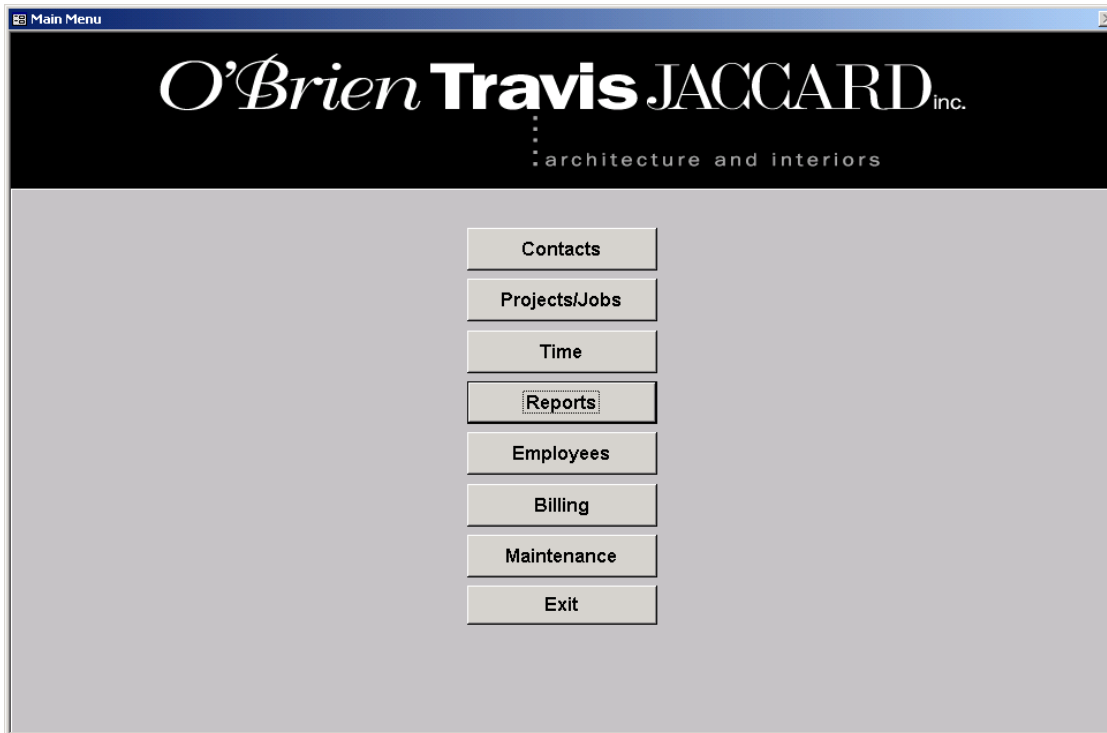 Main Menu
O'Brien Travis JACCARD inc.
architecture and interiors
Contacts
Projects/Jobs
Time
Reports
Employees
Billing
Maintenance
Exit